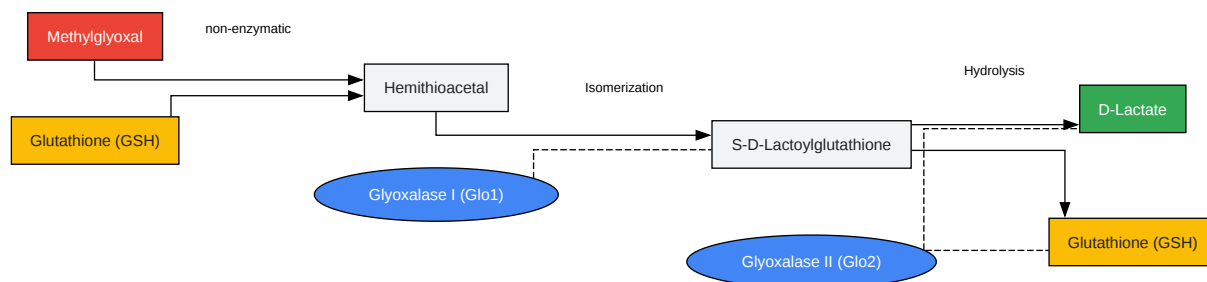 Methylglyoxal
non-enzymatic
Glutathione (GSH)
Hemithioacetal
Isomerization
Glyoxalase I (Glo1)
S-D-Lactoylglutathione
Hydrolysis
D-Lactate
Glyoxalase II (Glo2)
Glutathione (GSH)